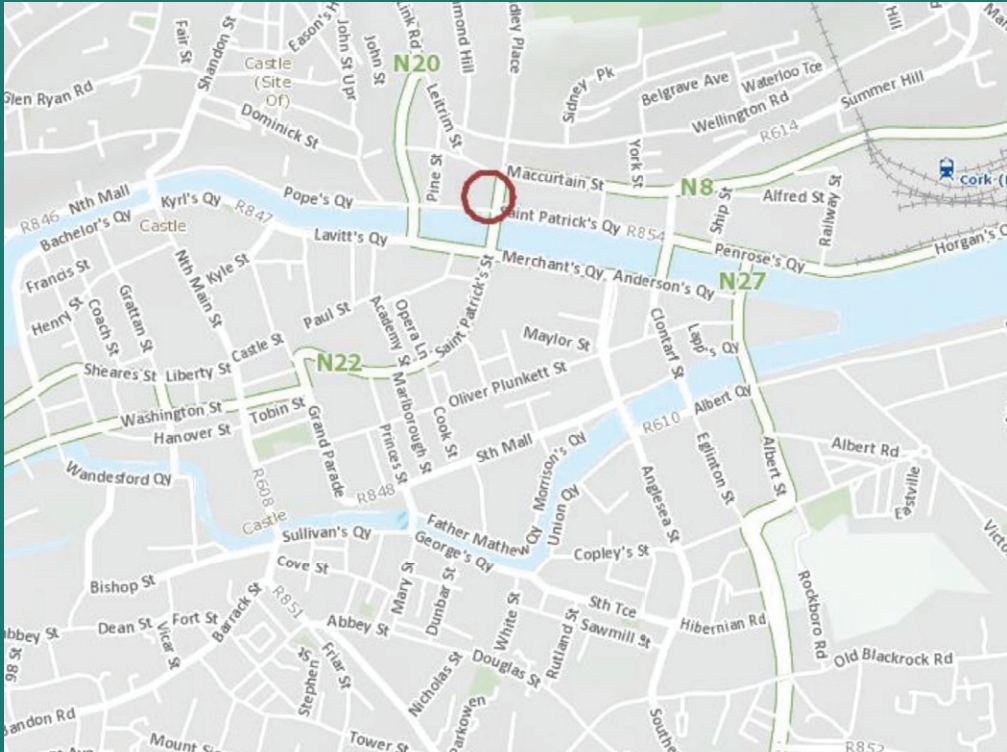 Fair St
Shandon St
Eason's H
John St Upr
John St
Link Rd
mond Hill
dley Place
Hill
Castle
(Site
Of)
N20
Sidney Pk
Belgrave Ave
Waterloo Tce
Glen Ryan Rd
Dominick St
Leitrim St
Wellington Rd
Summer Hill
R614
Pine St
Maccurtain St
York St
N8
Ship St
Alfred St
Railway St
Cork (
R846
Nth Mall
Kyrl's Qy
R847
Pope's Qy
Saint Patrick's Qy
R854
Bachelor's Qy
Castle
Lavitt's Qy
Merchant's Qy
Anderson's Qy
Penrose's Qy
Horgan's Q
N27
Francis St
Kyle St
Nth Main St
Henry St
Coach St
Grattan St
Paul St
Academy St
Opera Ln
Saint Patrick's St
Maylor St
Clontarf St
Lapp's Qy
Castle St
Sheares St
Liberty St
N22
Oliver Plunkett St
Albert Qy
Washington St
Tobin St
Hanover St
Grand Parade
Marlborough St
Princes St
Cook St
Sth Mall
R610
Albert Rd
Albert St
Eglinton St
Eastville
Wandesford Qy
R608
R848
Morrison's Qy
Union Qy
Anglesea St
Victo
Castle
Sullivan's Qy
Father Mathew Qy
George's Qy
Copley's St
Cove St
Bishop St
Mary St
Dunbar St
Rockboro Rd
R851
Barrack St
Sth Tce
Hibernian Rd
abbey St
Dean St
Fort St
Vicar St
Abbey St
White St
Rutland St
Sawmill St
Old Blackrock Rd
98 St
Stephen
Friar St
Nicholas St
Douglas St
andon Rd
Parkowen
Southe
Tower St
R852